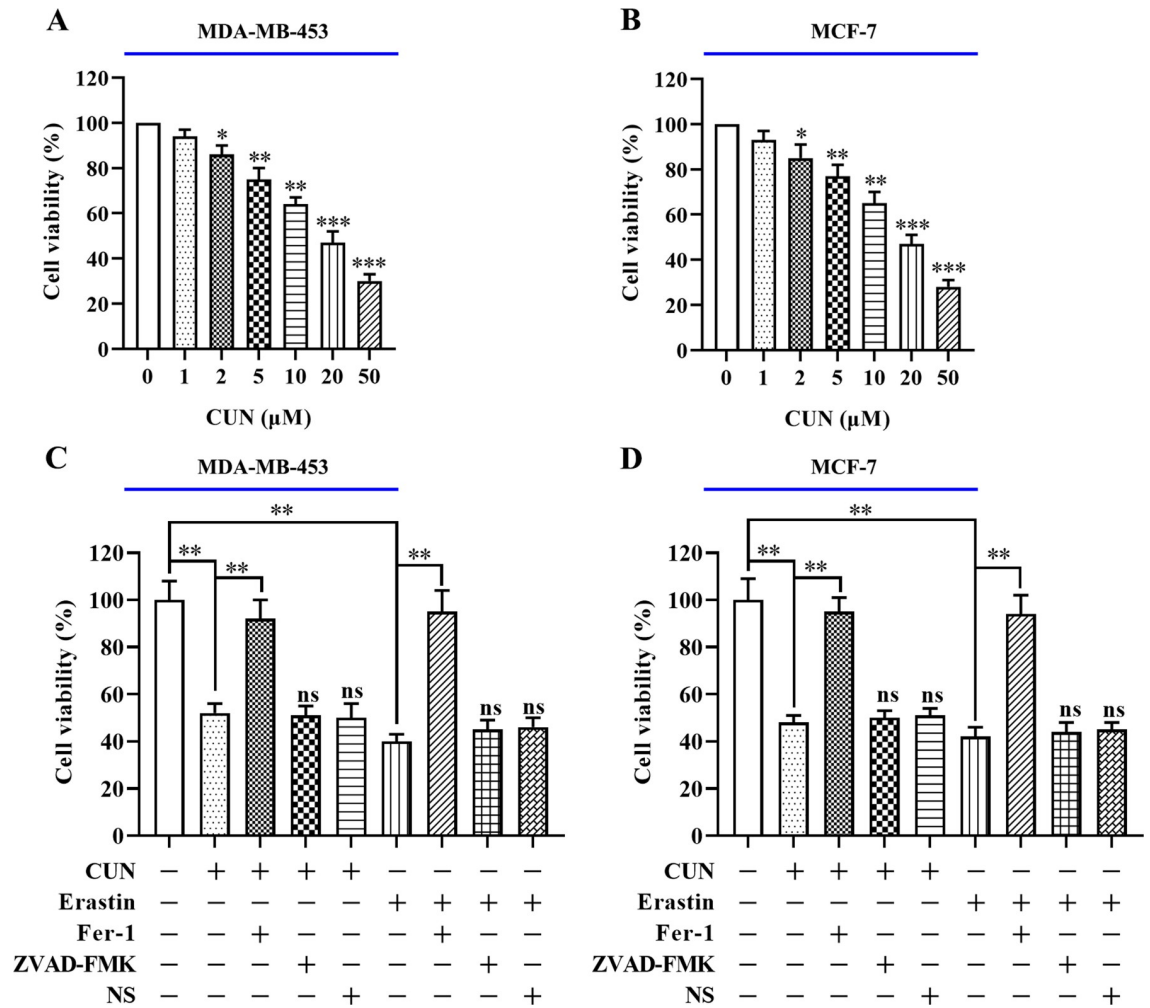 A
MDA-MB-453
Cell viability (%)
120
100
80
60
40
20
0
*
**
**
***
***
0 1 2 5 10 20 50
CUN (μM)
B
MCF-7
Cell viability (%)
120
100
80
60
40
20
0
*
**
**
***
***
0 1 2 5 10 20 50
CUN (μM)
C
MDA-MB-453
Cell viability (%)
120
100
80
60
40
20
0
**
**
**
**
ns
ns
ns
ns
CUN − + + + + − − − −
Erastin − − − − − + + + +
Fer-1 − − + − − − + − −
ZVAD-FMK − − − + − − − + −
NS − − − − + − − − +
D
MCF-7
Cell viability (%)
120
100
80
60
40
20
0
**
**
**
**
ns
ns
ns
ns
CUN − + + + + − − − −
Erastin − − − − − + + + +
Fer-1 − − + − − − + − −
ZVAD-FMK − − − + − − − + −
NS − − − − + − − − +